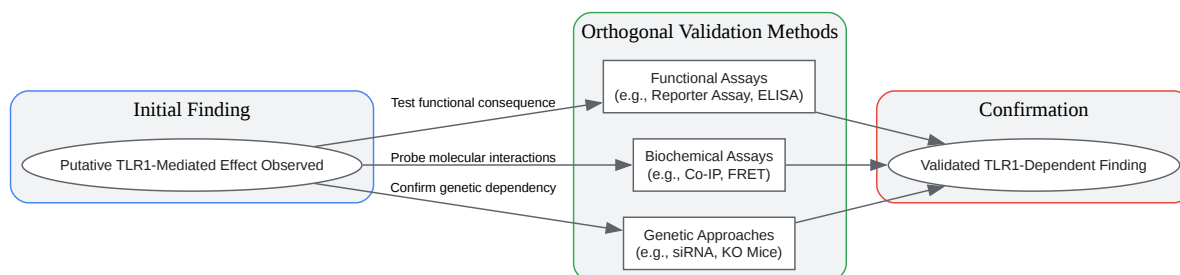 Initial Finding
Putative TLR1-Mediated Effect Observed
Test functional consequence
Probe molecular interactions
Confirm genetic dependency
Orthogonal Validation Methods
Functional Assays
(e.g., Reporter Assay, ELISA)
Biochemical Assays
(e.g., Co-IP, FRET)
Genetic Approaches
(e.g., siRNA, KO Mice)
Confirmation
Validated TLR1-Dependent Finding